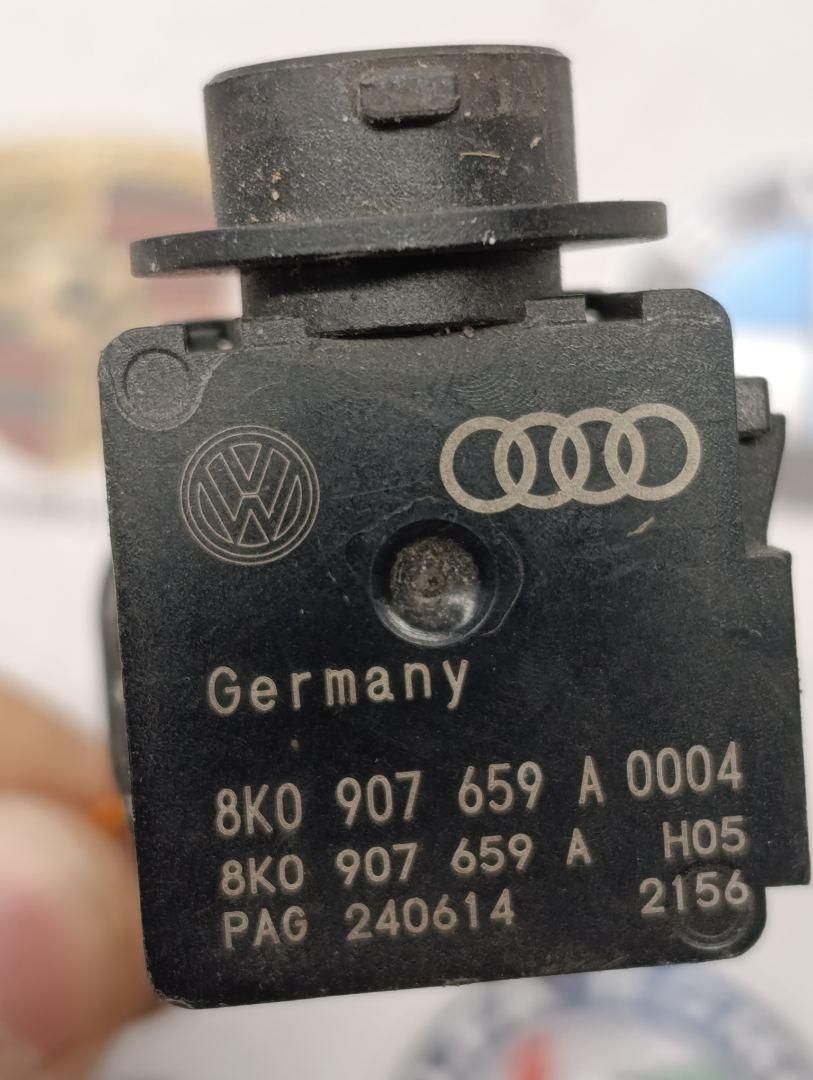 Germany
8K0 907 659 A 0004
8K0 907 659 A H05
PAG 240614 2156